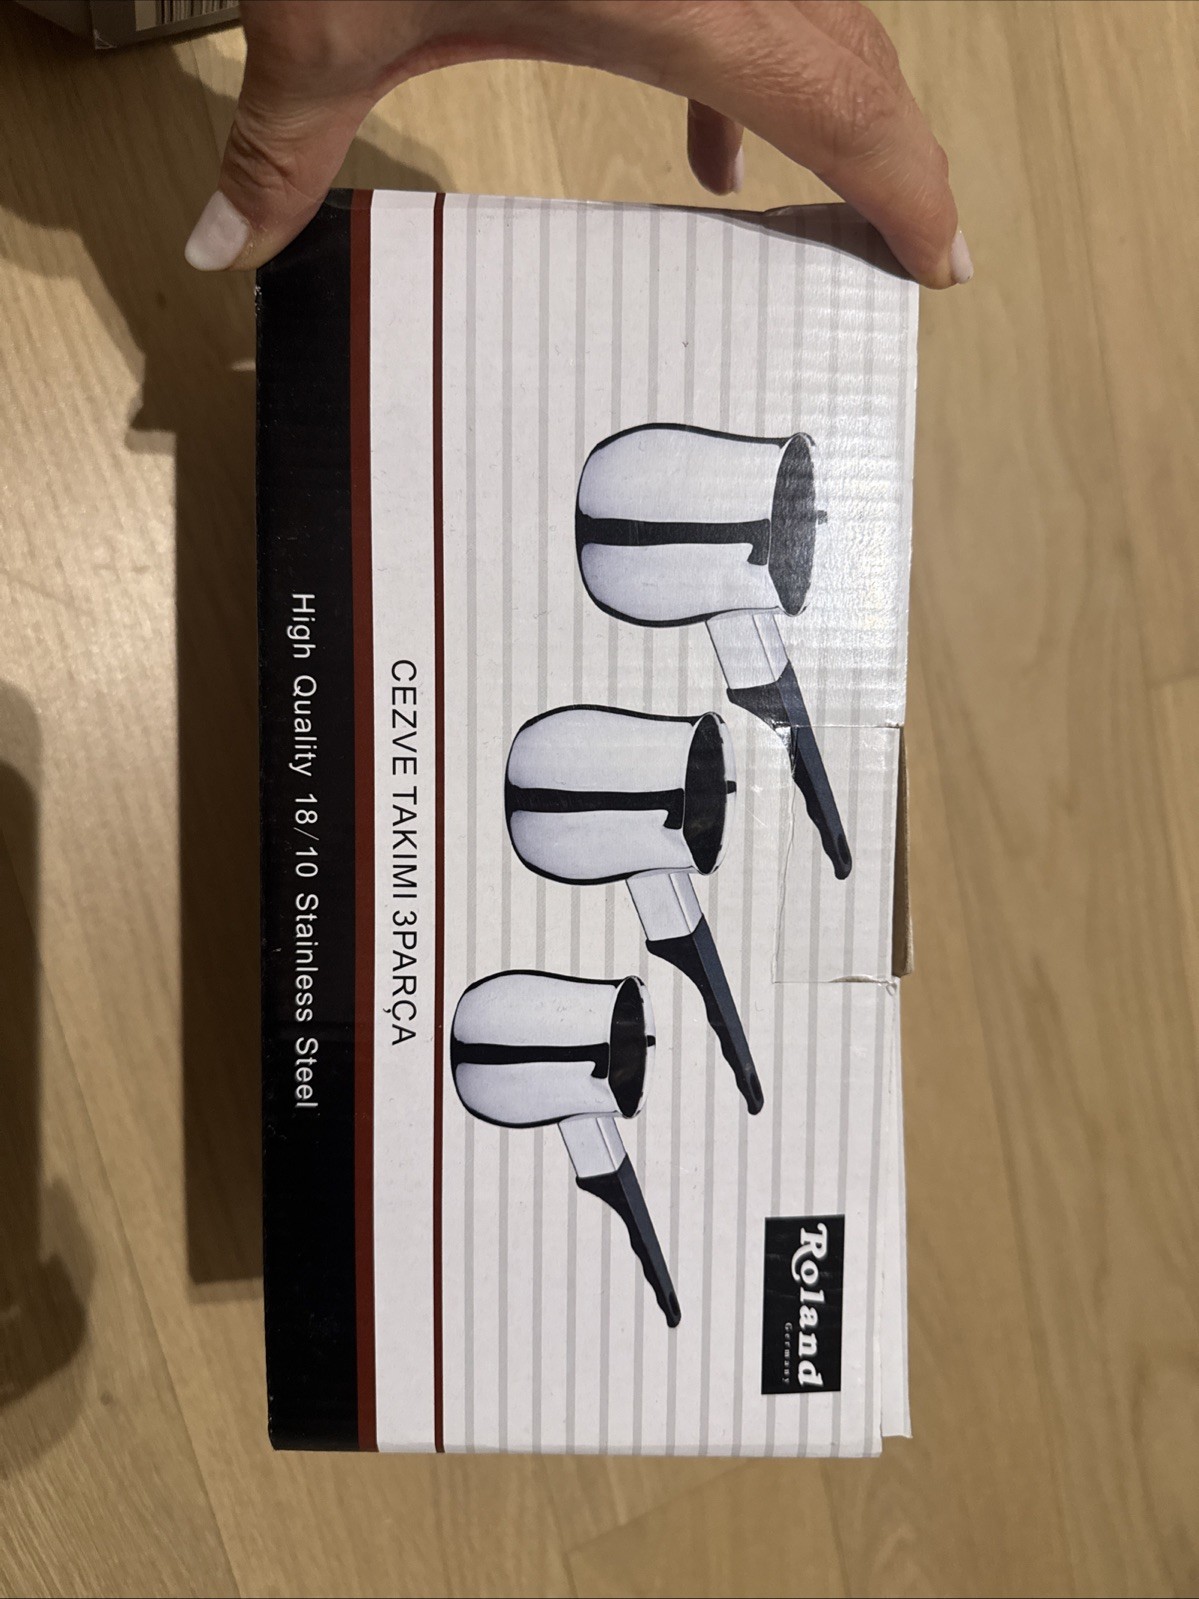 Roland
Germany
CEZVE TAKIMI 3PARÇA
High Quality 18/10 Stainless Steel